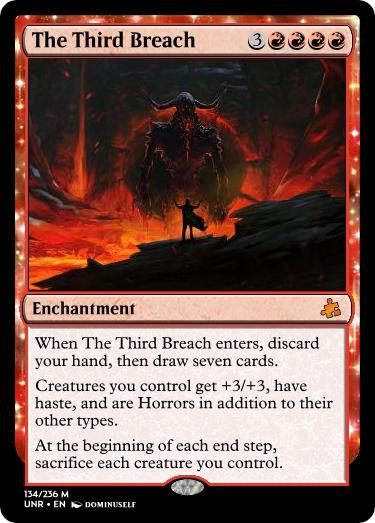 The Third Breach 3
Enchantment
When The Third Breach enters, discard
your hand, then draw seven cards.
Creatures you control get +3/+3, have
haste, and are Horrors in addition to their
other types.
At the beginning of each end step,
sacrifice each creature you control.
134/236 M
UNR • EN DOMINUSELF